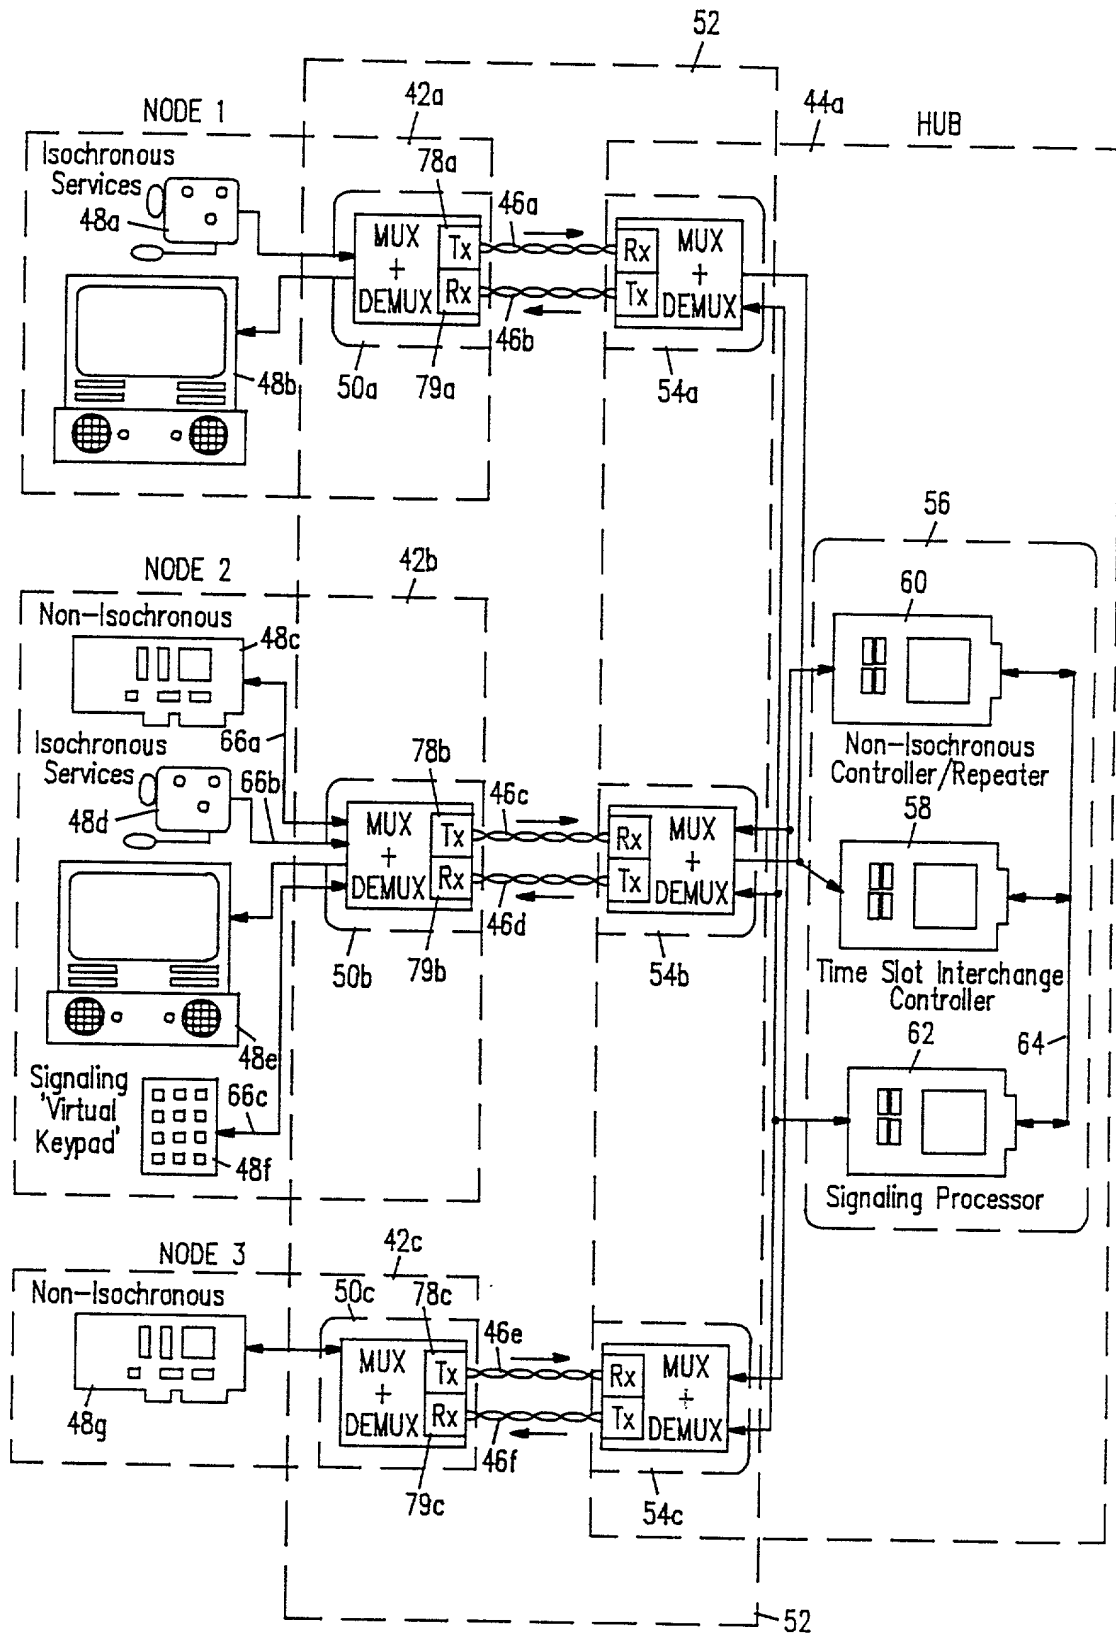 52
NODE 1
42a
44a
HUB
Isochronous
Services
78a
46a
48a
MUX
+
DEMUX
Tx
Rx
Rx
Tx
MUX
+
DEMUX
46b
48b
50a
79a
54a
56
NODE 2
42b
60
Non-Isochronous
48c
66a
Isochronous
Services
66b
78b
46c
Non-Isochronous
Controller/Repeater
58
48d
MUX
+
DEMUX
Tx
Rx
Rx
Tx
MUX
+
DEMUX
46d
50b
79b
54b
Time Slot Interchange
Controller
62
64
48e
Signaling
'Virtual
Keypad'
66c
48f
Signaling Processor
NODE 3
42c
Non-Isochronous
50c
78c
46e
MUX
+
DEMUX
Tx
Rx
Rx
Tx
MUX
+
DEMUX
48g
46f
79c
54c
52